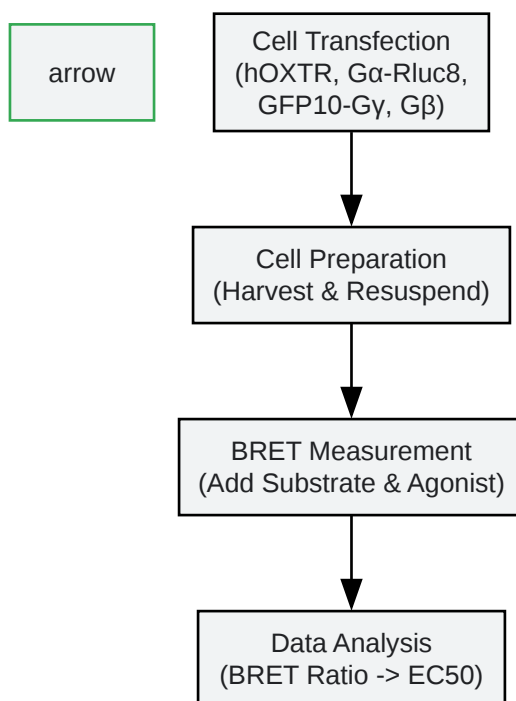 arrow
Cell Transfection
(hOXTR, Gα-Rluc8,
GFP10-Gγ, Gβ)
Cell Preparation
(Harvest & Resuspend)
BRET Measurement
(Add Substrate & Agonist)
Data Analysis
(BRET Ratio -> EC50)